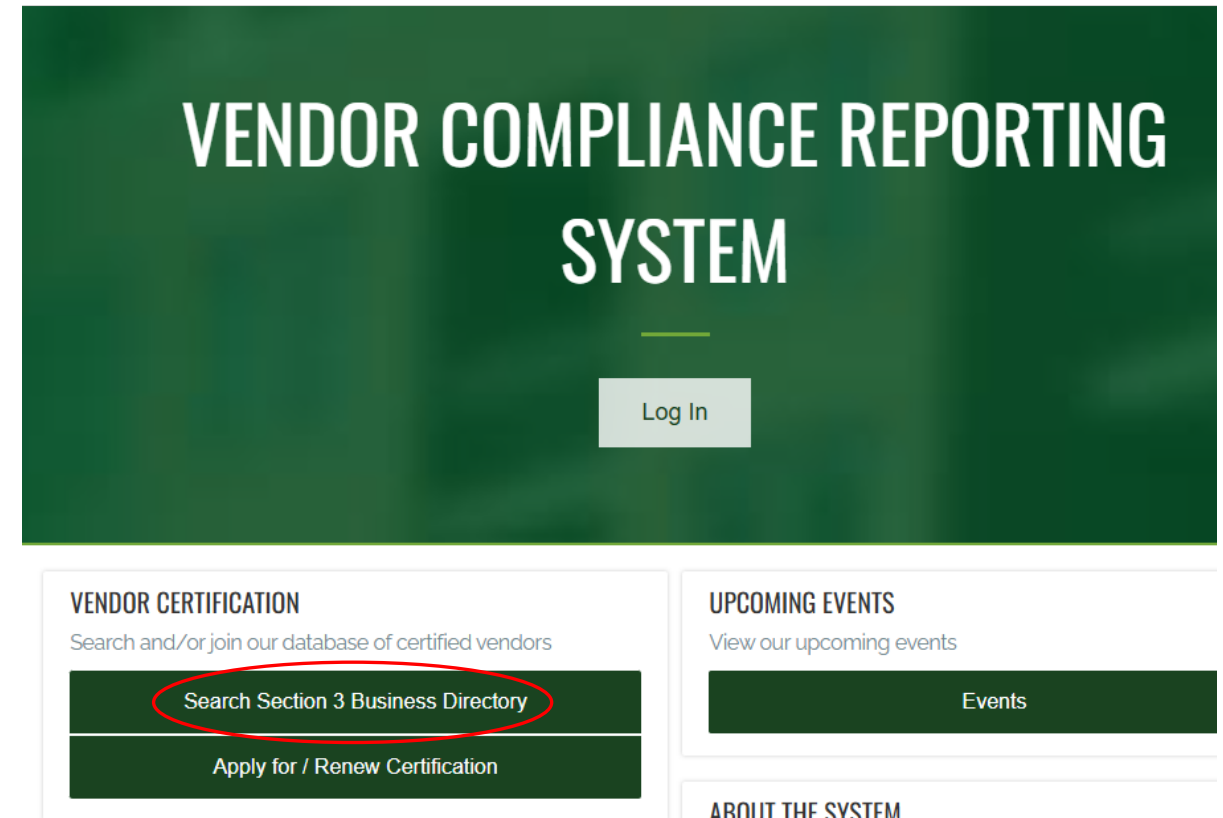 VENDOR COMPLIANCE REPORTING
SYSTEM
Log In
VENDOR CERTIFICATION
Search and/or join our database of certified vendors
Search Section 3 Business Directory
Apply for / Renew Certification
UPCOMING EVENTS
View our upcoming events
Events
ABOUT THE SYSTEM